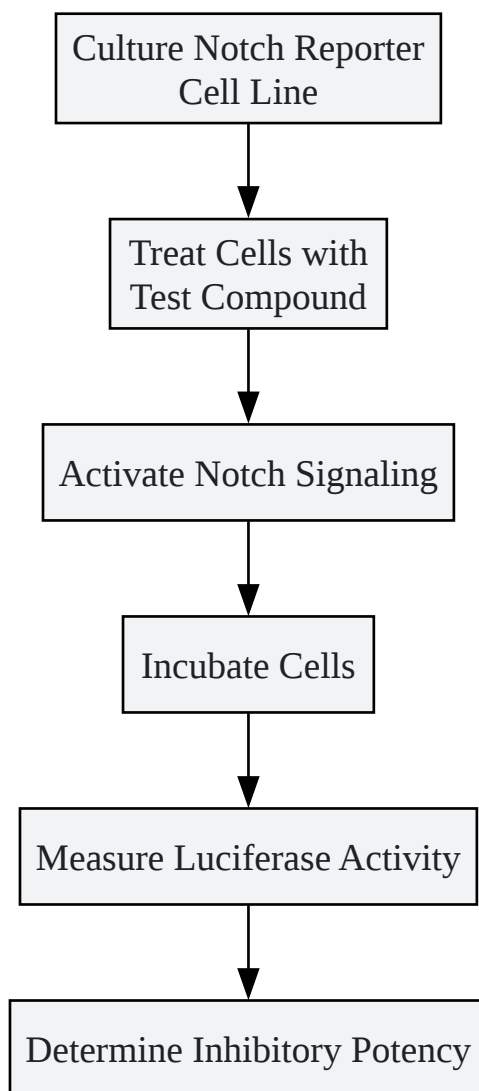 Culture Notch Reporter
Cell Line
Treat Cells with
Test Compound
Activate Notch Signaling
Incubate Cells
Measure Luciferase Activity
Determine Inhibitory Potency